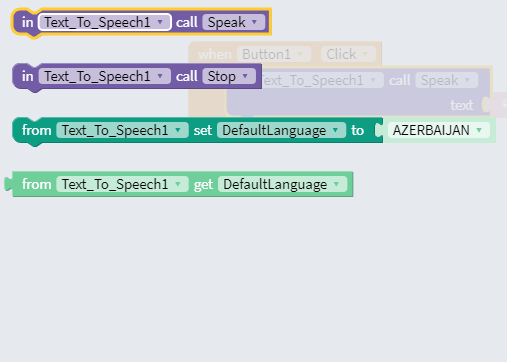 in Text_To_Speech1 call Speak
when Button1 Click
in Text_To_Speech1 call Stop
Text_To_Speech1 call Speak
text
from Text_To_Speech1 set DefaultLanguage to AZERBAIJAN
from Text_To_Speech1 get DefaultLanguage